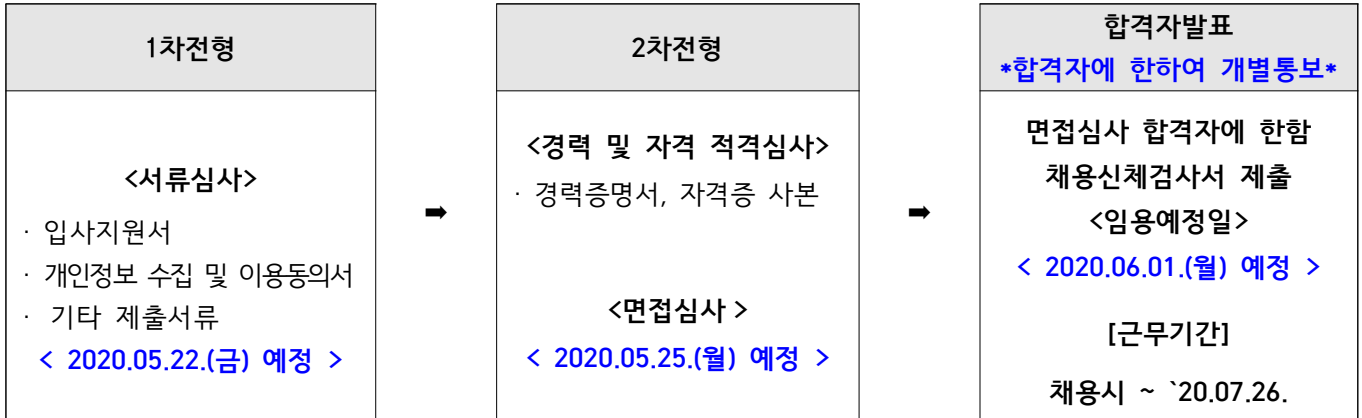 1차전형
<서류심사>
· 입사지원서
· 개인정보 수집 및 이용동의서
· 기타 제출서류
< 2020.05.22.(금) 예정 >
➡
2차전형
<경력 및 자격 적격심사>
· 경력증명서, 자격증 사본
<면접심사 >
< 2020.05.25.(월) 예정 >
➡
합격자발표
*합격자에 한하여 개별통보*
면접심사 합격자에 한함
채용신체검사서 제출
<임용예정일>
< 2020.06.01.(월) 예정 >
[근무기간]
채용시 ~ `20.07.26.